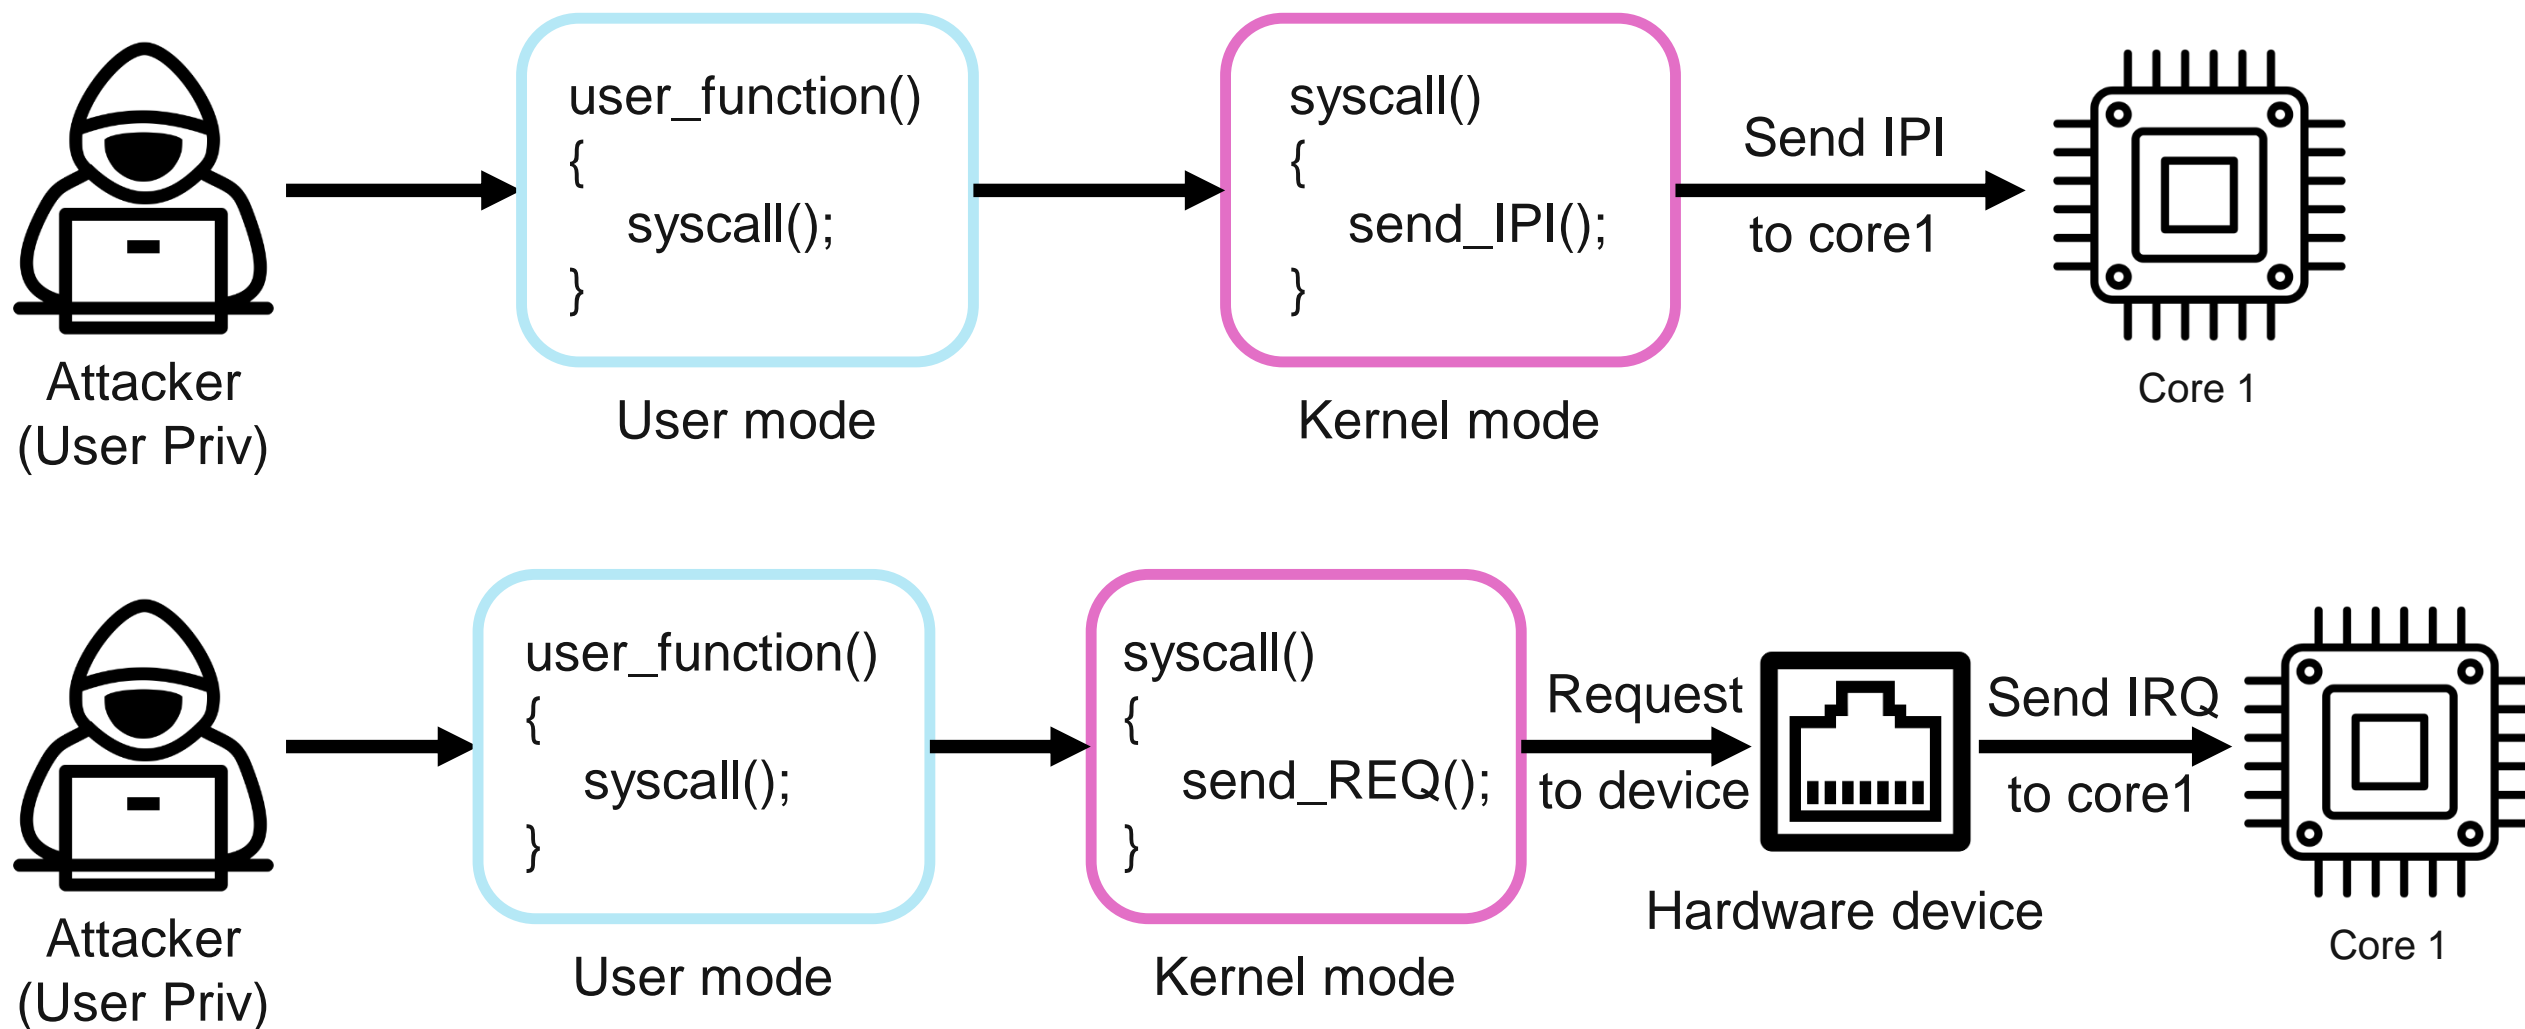 Attacker
(User Priv)
user_function()
{
syscall();
}
User mode
syscall()
{
send_IPI();
}
Kernel mode
Send IPI
to core1
Core 1
Attacker
(User Priv)
user_function()
{
syscall();
}
User mode
syscall()
{
send_REQ();
}
Kernel mode
Request
to device
Hardware device
Send IRQ
to core1
Core 1